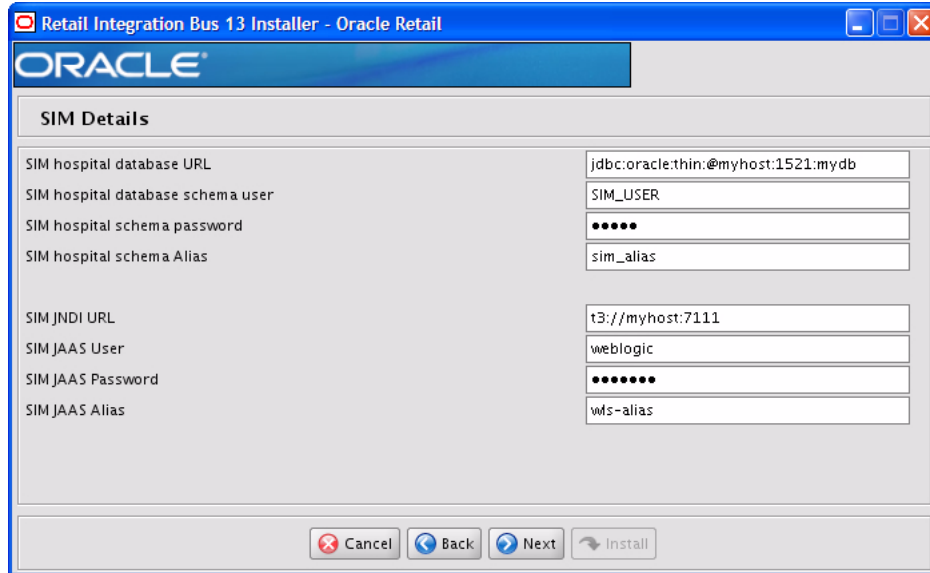 Retail Integration Bus 13 Installer - Oracle Retail
ORACLE®
SIM Details
SIM hospital database URL jdbc:oracle:thin:@myhost:1521:mydb
SIM hospital database schema user SIM_USER
SIM hospital schema password •••••
SIM hospital schema Alias sim_alias
SIM JNDI URL t3://myhost:7111
SIM JAAS User weblogic
SIM JAAS Password •••••••
SIM JAAS Alias wls-alias
Cancel Back Next Install